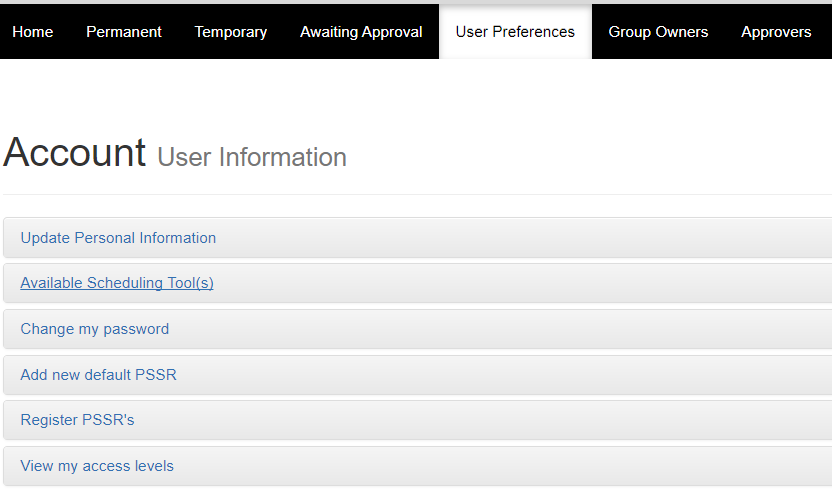 Home Permanent Temporary Awaiting Approval User Preferences Group Owners Approvers
Account User Information
Update Personal Information
Available Scheduling Tool(s)
Change my password
Add new default PSSR
Register PSSR's
View my access levels